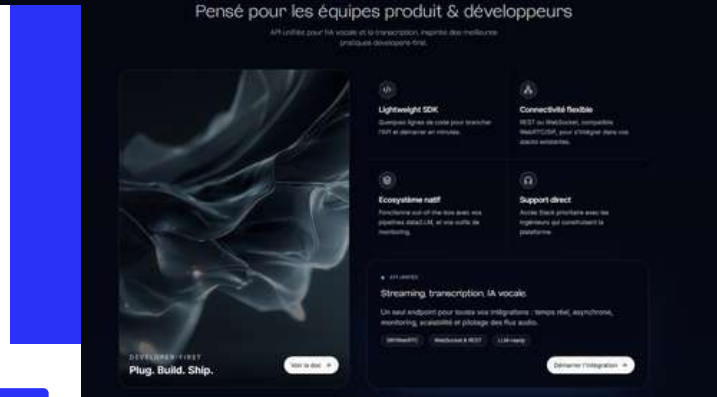 Pensé pour les équipes produit & développeurs
API unifiée pour l'IA vocale et la transcription, inspirée des meilleures
pratiques developers-first.
Lightweight SDK
Quelques lignes de code pour brancher
l'API et démarrer en minutes.
Connectivité flexible
REST ou WebSocket, compatible
WebRTC/SIP, pour s'intégrer dans vos
stacks existantes.
Ecosystème natif
Fonctionne out-of-the-box avec vos
pipelines data/LLM, et vos outils de
monitoring.
Support direct
Accès Slack prioritaire avec les
ingénieurs qui construisent la
plateforme.
API UNIFIÉE
Streaming, transcription, IA vocale.
Un seul endpoint pour toutes vos intégrations : temps réel, asynchrone,
monitoring, scalabilité et pilotage des flux audio.
SIP/WebRTC
WebSocket & REST
LLM-ready
Démarrer l'intégration →
DEVELOPER-FIRST
Plug. Build. Ship.
Voir la doc →